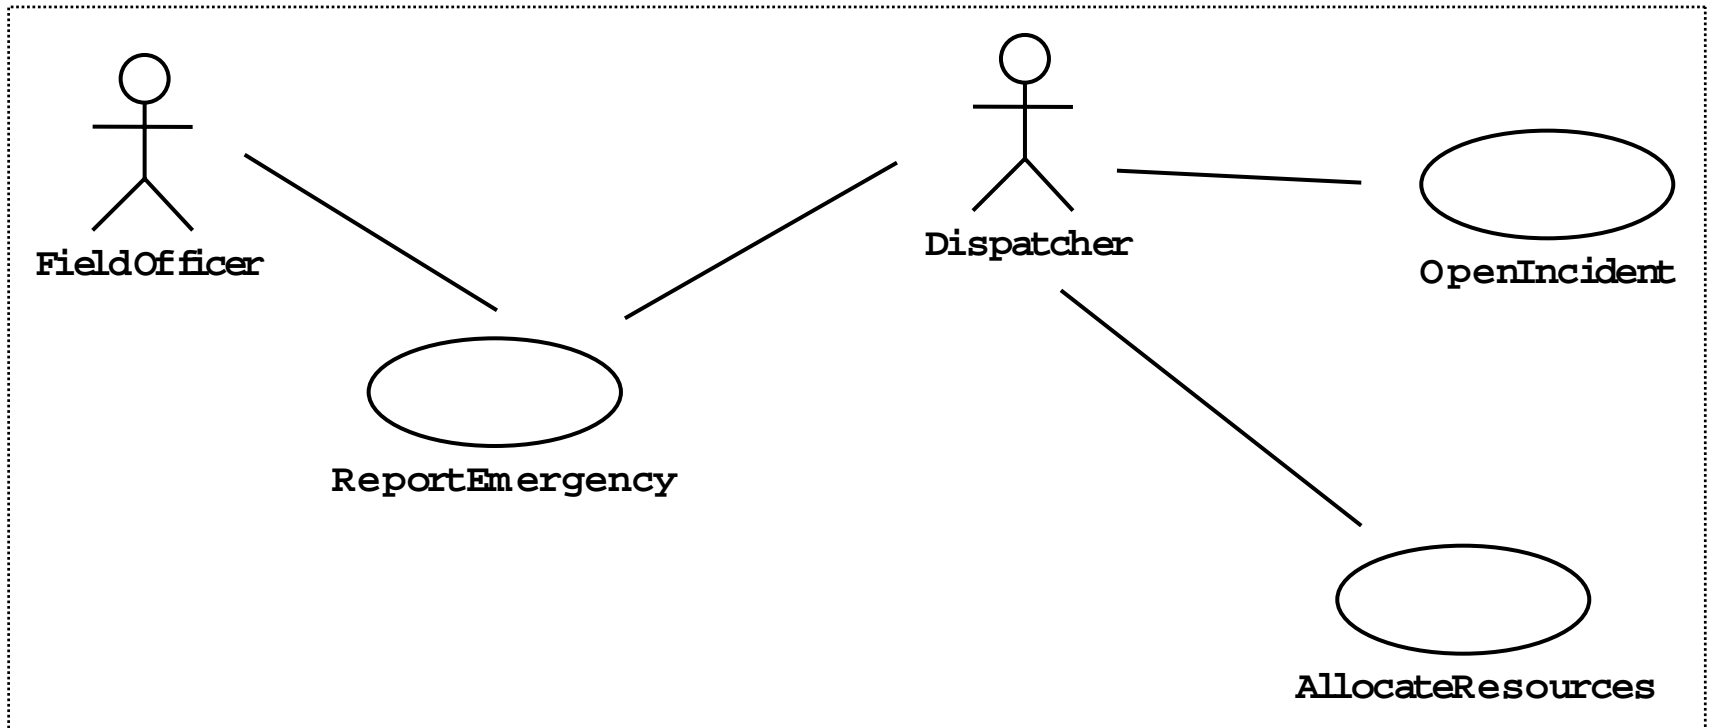 FieldOfficer
Dispatcher
OpenIncident
ReportEmergency
AllocateResources